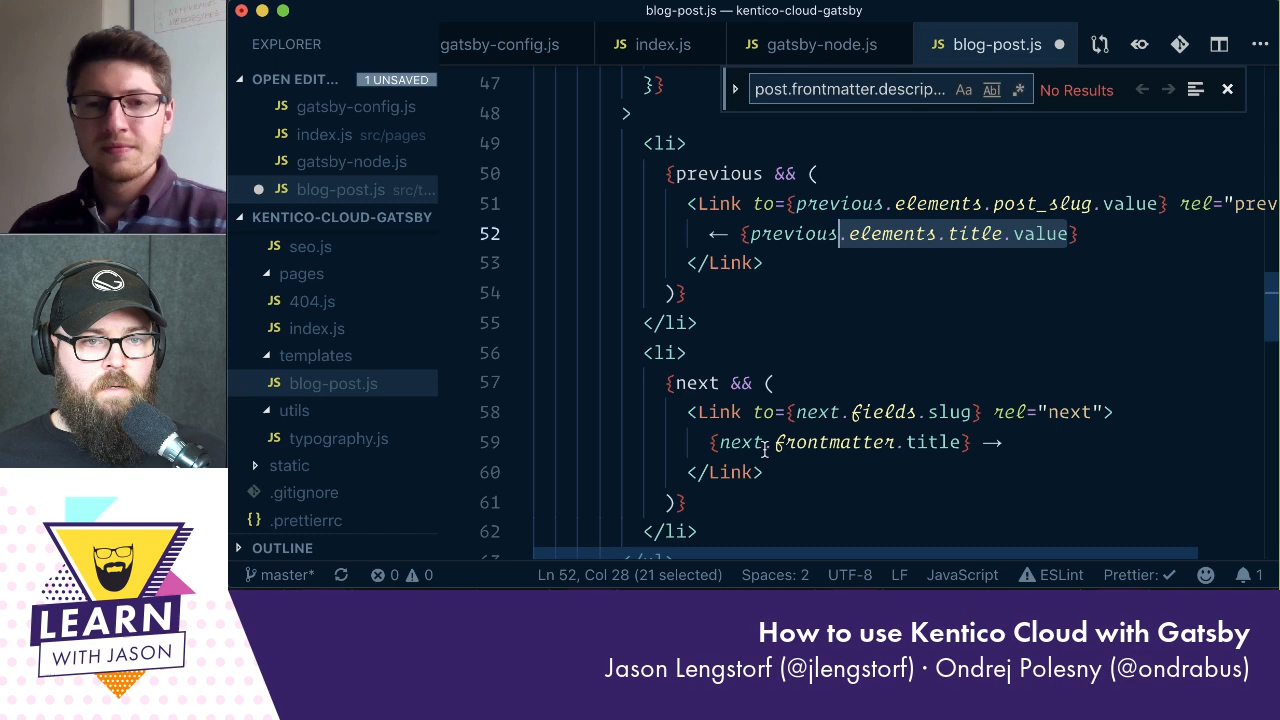 blog-post.js — kentico-cloud-gatsby
EXPLORER
OPEN EDIT... 1 UNSAVED
JS gatsby-config.js
JS index.js src/pages
JS gatsby-node.js
JS blog-post.js src/t...
KENTICO-CLOUD-GATSBY
JS seo.js
pages
JS 404.js
JS index.js
templates
JS blog-post.js
utils
JS typography.js
static
.gitignore
{} .prettierrc
OUTLINE
gatsby-config.js JS index.js JS gatsby-node.js JS blog-post.js
post.frontmatter.descrip... Aa Abl .* No Results
47 }}
48 >
49 <li>
50 {previous && (
51 <Link to={previous.elements.post_slug.value} rel="prev
52 ← {previous.elements.title.value}
53 </Link>
54 )}
55 </li>
56 <li>
57 {next && (
58 <Link to={next.fields.slug} rel="next">
59 {next.frontmatter.title} →
60 </Link>
61 )}
62 </li>
63 </ul>
master* 0 0 Ln 52, Col 28 (21 selected) Spaces: 2 UTF-8 LF JavaScript ESLint Prettier: ✓ 1
LEARN
WITH JASON
How to use Kentico Cloud with Gatsby
Jason Lengstorf (@jlengstorf) · Ondrej Polesny (@ondrabus)